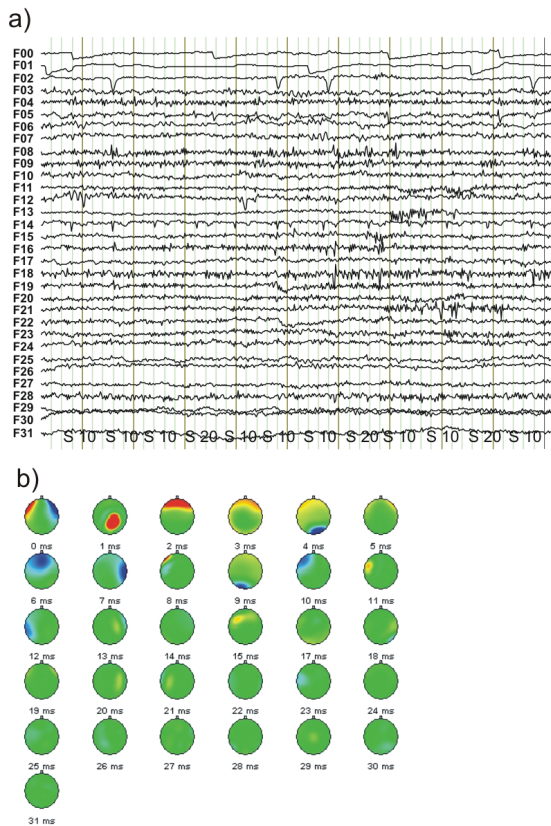 a)
F00
F01
F02
F03
F04
F05
F06
F07
F08
F09
F10
F11
F12
F13
F14
F15
F16
F17
F18
F19
F20
F21
F22
F23
F24
F25
F26
F27
F28
F29
F30
F31
S 10 S 10 S 10 S 20 S 10 S 10 S 20 S 10 S 10 S 20 S 10
b)
0 ms 1 ms 2 ms 3 ms 4 ms 5 ms
6 ms 7 ms 8 ms 9 ms 10 ms 11 ms
12 ms 13 ms 14 ms 15 ms 17 ms 18 ms
19 ms 20 ms 21 ms 22 ms 23 ms 24 ms
25 ms 26 ms 27 ms 28 ms 29 ms 30 ms
31 ms